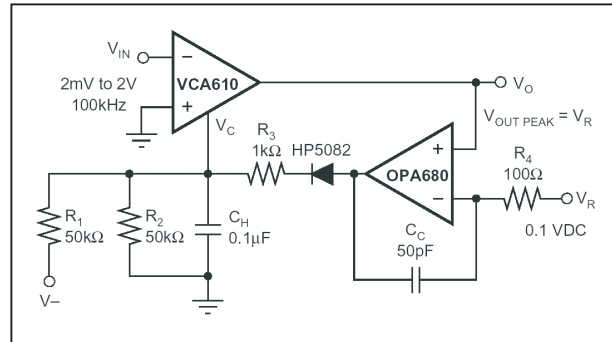 V_IN
2mV to 2V
100kHz
−
+
VCA610
V_C
V_O
V_OUT PEAK = V_R
R_3
1kΩ
HP5082
OPA680
+
−
R_4
100Ω
V_R
0.1 VDC
R_1
50kΩ
R_2
50kΩ
C_H
0.1µF
C_C
50pF
V–